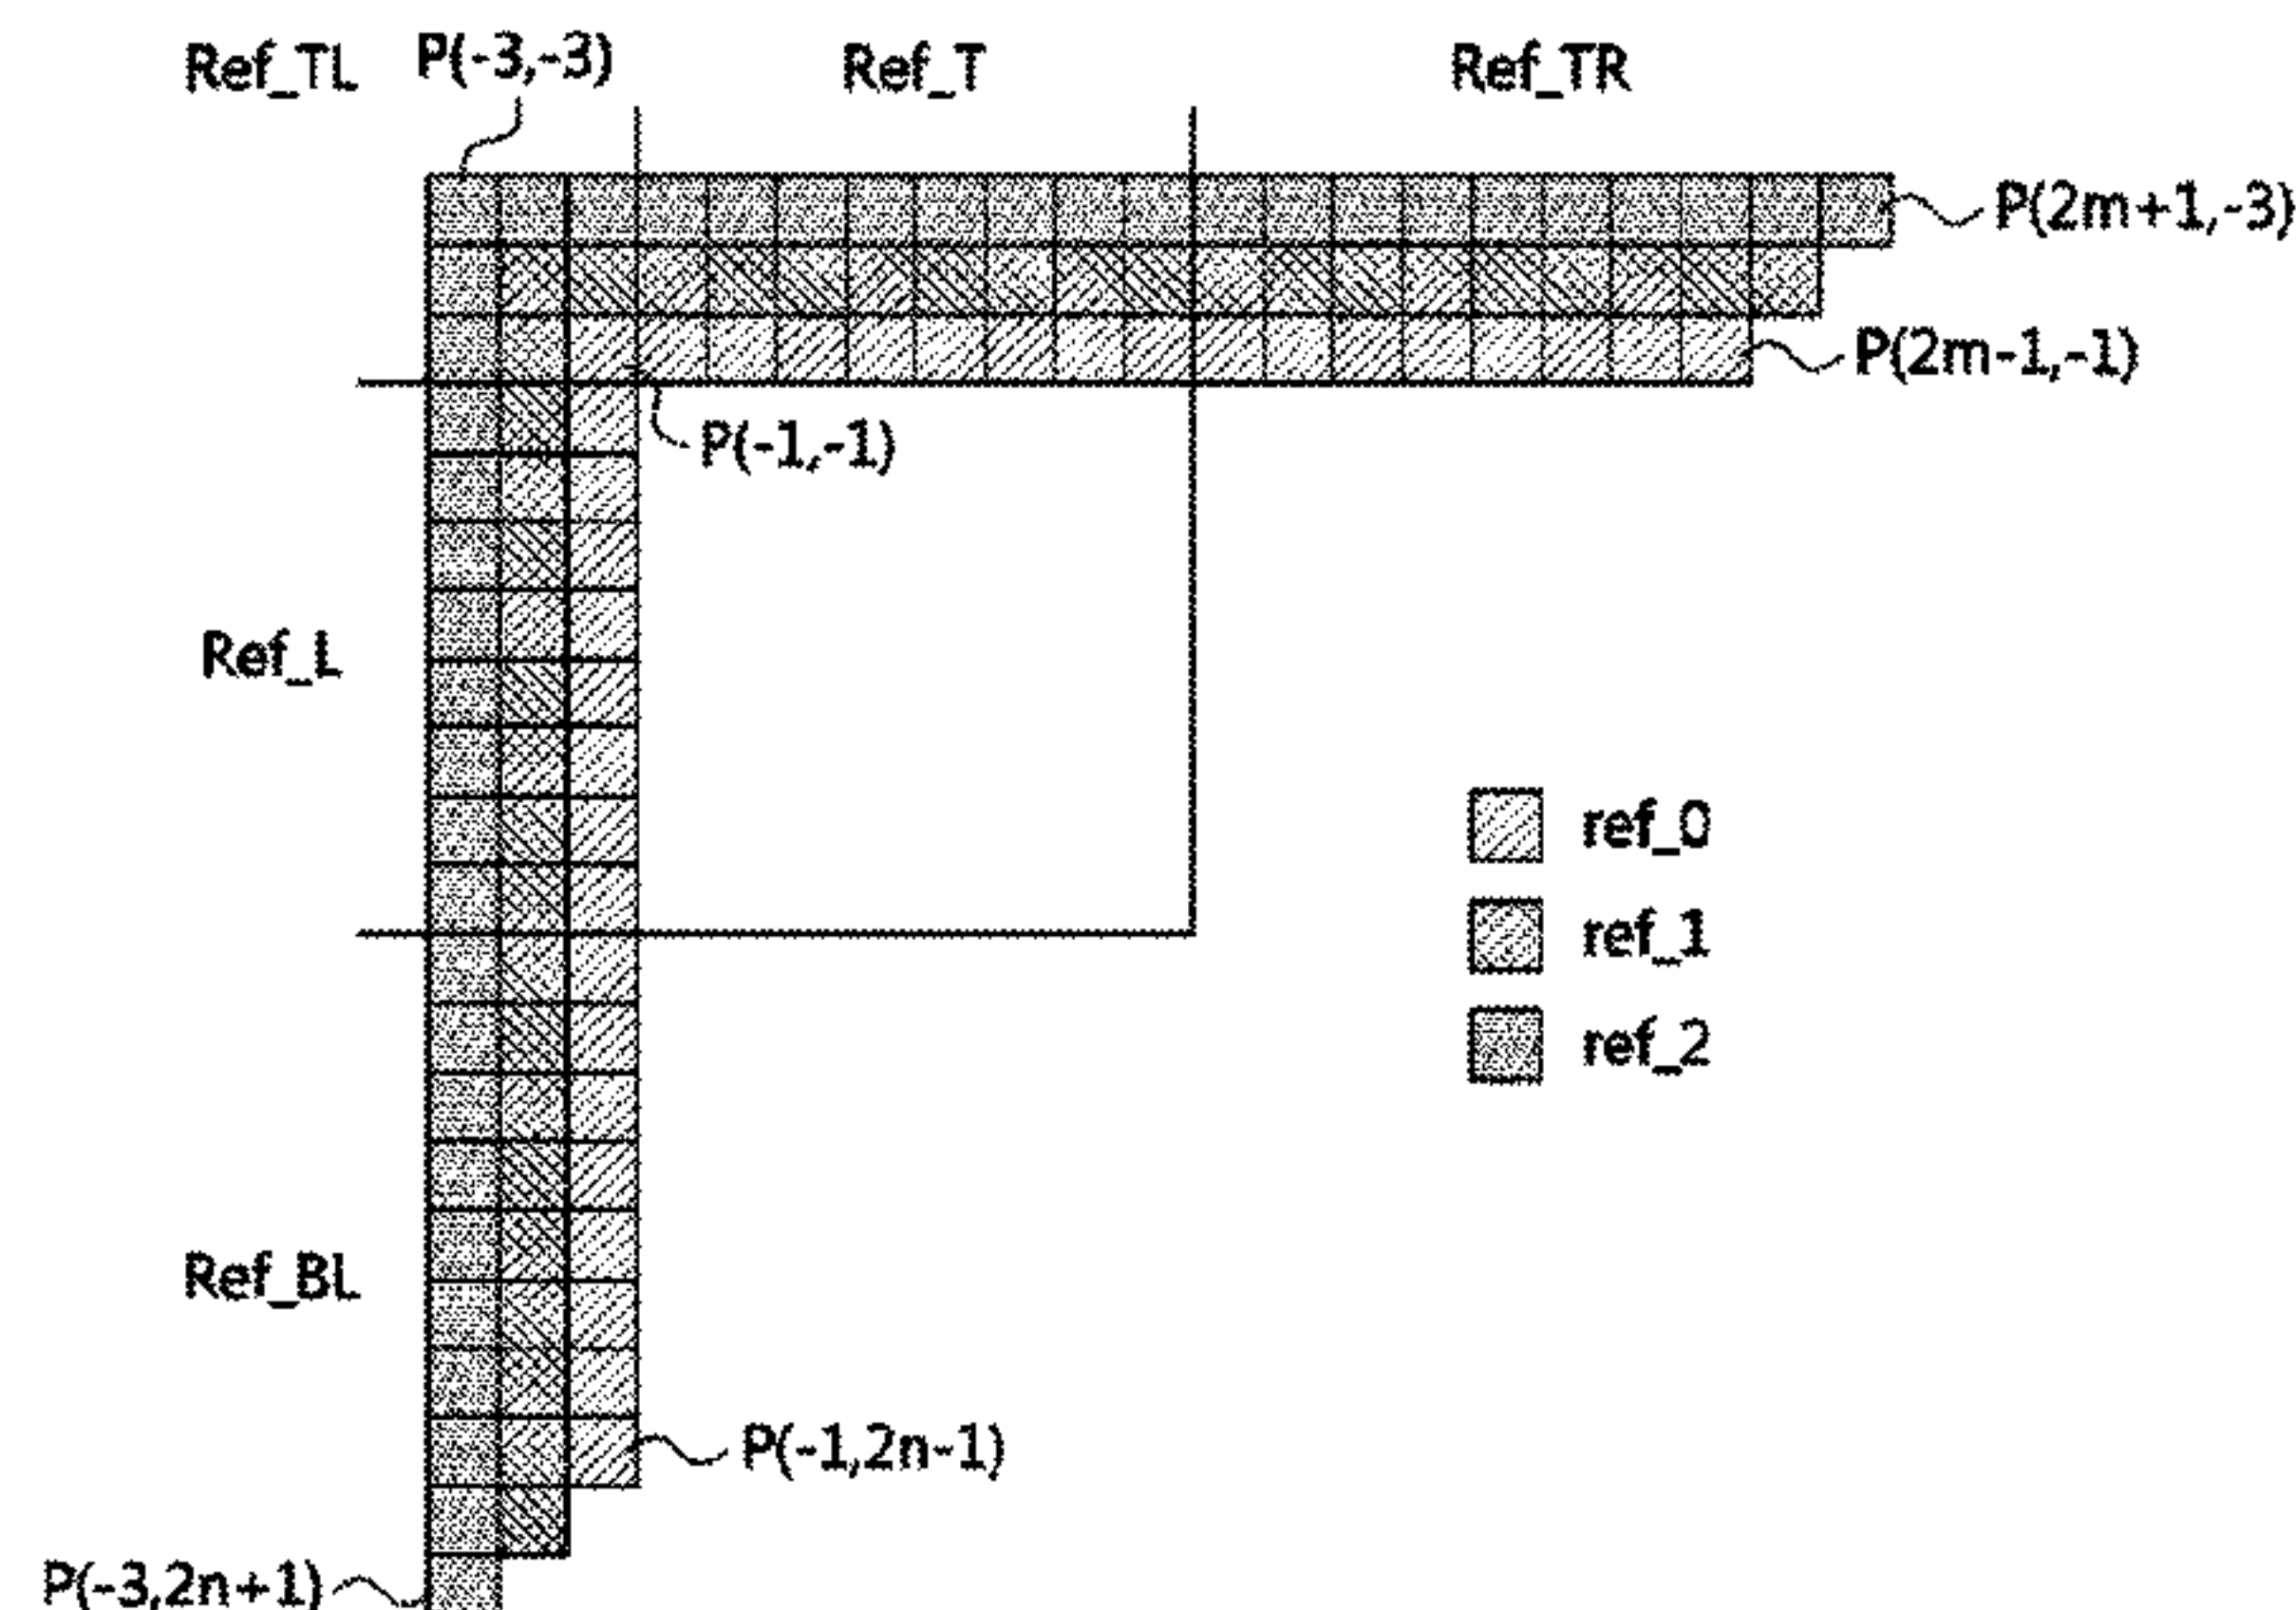 Ref_TL
P(-3,-3)
Ref_T
Ref_TR
P(2m+1,-3)
P(2m-1,-1)
P(-1,-1)
Ref_L
ref_0
ref_1
ref_2
Ref_BL
P(-1,2n-1)
P(-3,2n+1)